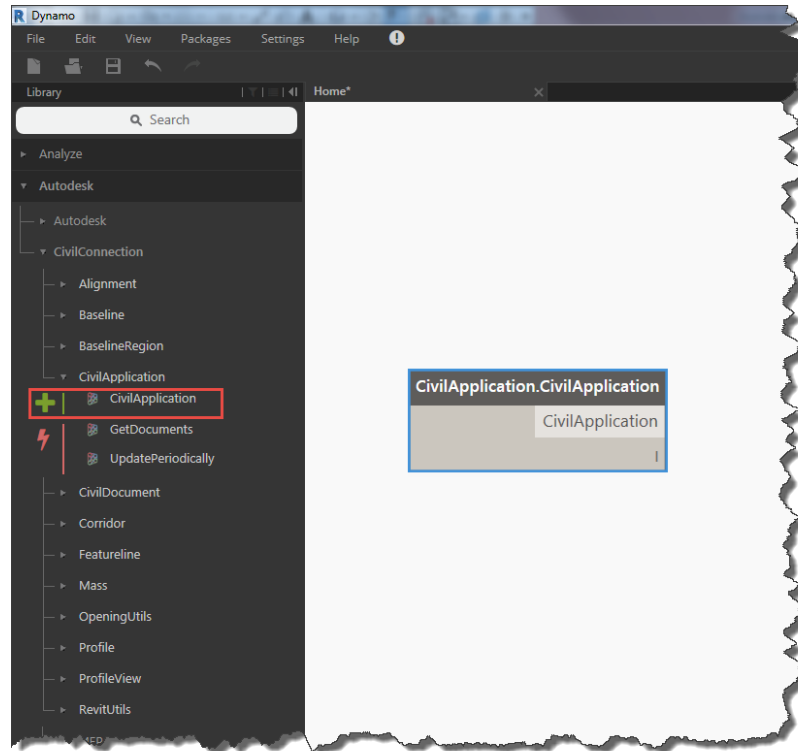 R Dynamo
File Edit View Packages Settings Help !
Library
Home*
Search
Analyze
Autodesk
Autodesk
CivilConnection
Alignment
Baseline
BaselineRegion
CivilApplication
CivilApplication
GetDocuments
UpdatePeriodically
CivilDocument
Corridor
Featureline
Mass
OpeningUtils
Profile
ProfileView
RevitUtils
CivilApplication.CivilApplication
CivilApplication